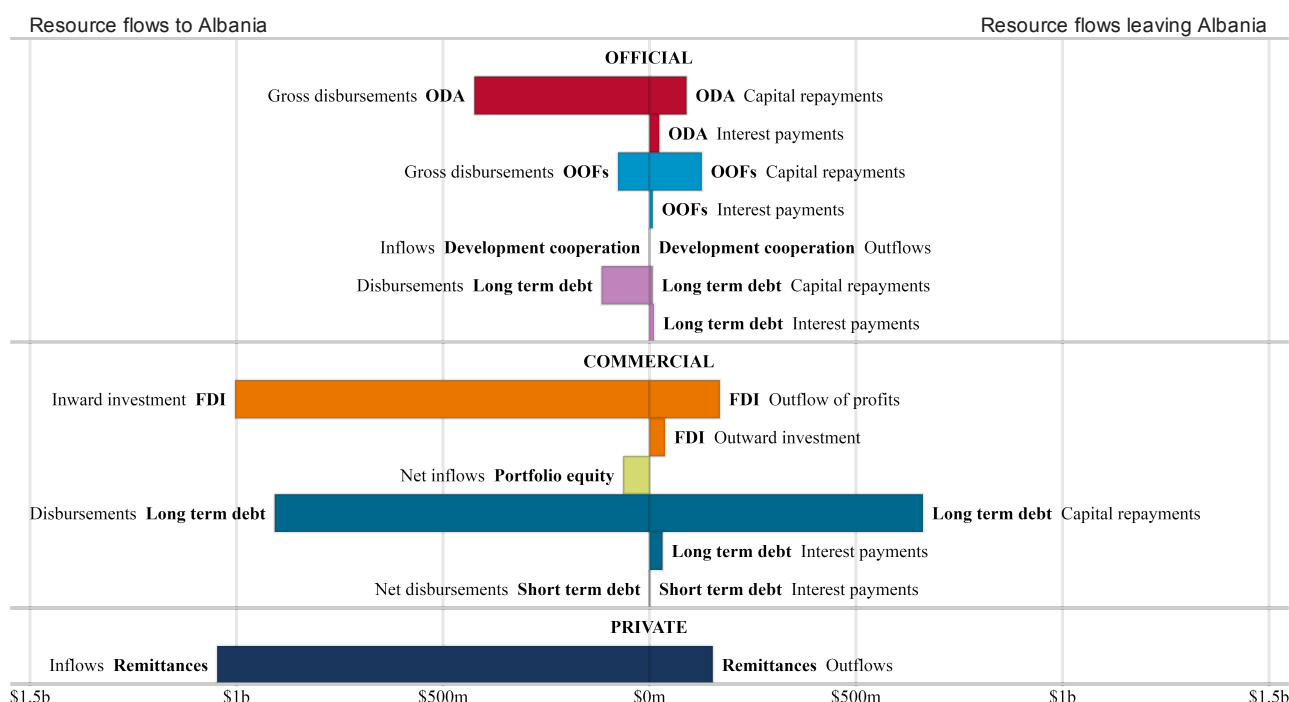 Resource flows to Albania Resource flows leaving Albania
OFFICIAL
Gross disbursements ODA ODA Capital repayments
ODA Interest payments
Gross disbursements OOFs OOFs Capital repayments
OOFs Interest payments
Inflows Development cooperation Development cooperation Outflows
Disbursements Long term debt Long term debt Capital repayments
Long term debt Interest payments
COMMERCIAL
Inward investment FDI FDI Outflow of profits
FDI Outward investment
Net inflows Portfolio equity
Disbursements Long term debt Long term debt Capital repayments
Long term debt Interest payments
Net disbursements Short term debt Short term debt Interest payments
PRIVATE
Inflows Remittances Remittances Outflows
$1.5b $1b $500m $0m $500m $1b $1.5b